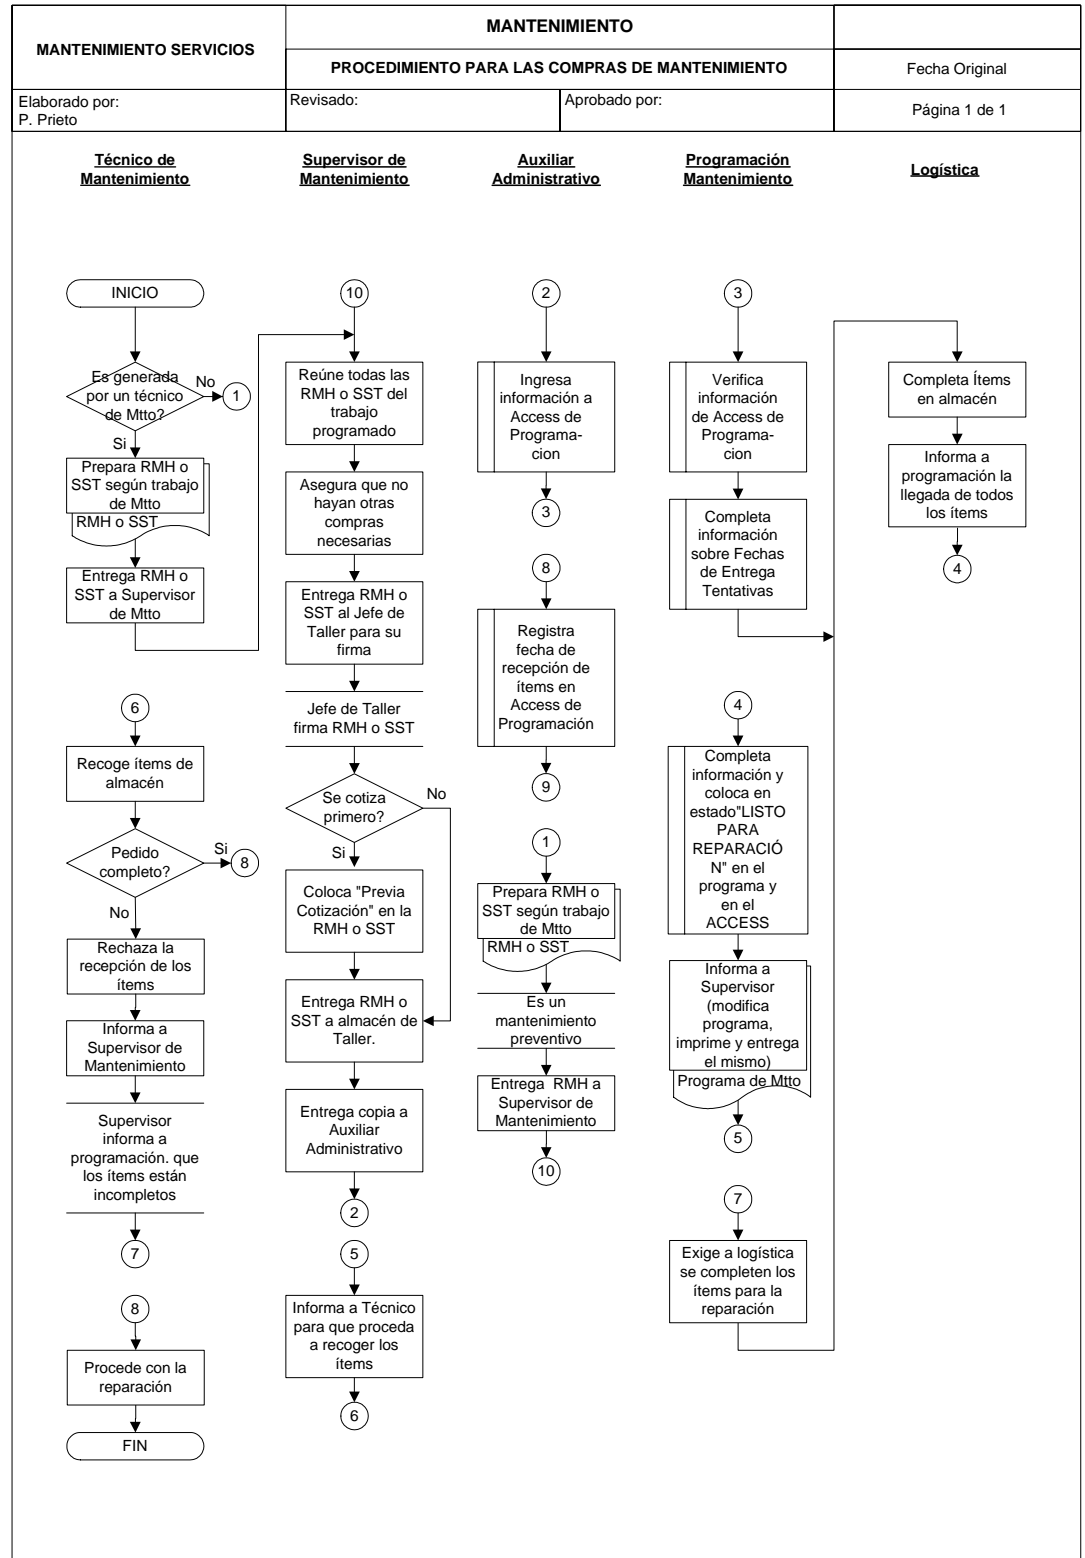 MANTENIMIENTO SERVICIOS
MANTENIMIENTO
PROCEDIMIENTO PARA LAS COMPRAS DE MANTENIMIENTO
Fecha Original
Elaborado por:
P. Prieto
Revisado:
Aprobado por:
Página 1 de 1
Técnico de
Mantenimiento
Supervisor de
Mantenimiento
Auxiliar
Administrativo
Programación
Mantenimiento
Logística
INICIO
Es generada
por un técnico
de Mtto?
No
1
Si
Prepara RMH o
SST según trabajo
de Mtto
RMH o SST
Entrega RMH o
SST a Supervisor
de Mtto
6
Recoge ítems de
almacén
Pedido
completo?
Si
8
No
Rechaza la
recepción de los
ítems
Informa a
Supervisor de
Mantenimiento
Supervisor
informa a
programación. que
los ítems están
incompletos
7
8
Procede con la
reparación
FIN
10
Reúne todas las
RMH o SST del
trabajo
programado
Asegura que no
hayan otras
compras
necesarias
Entrega RMH o
SST al Jefe de
Taller para su
firma
Jefe de Taller
firma RMH o SST
Se cotiza
primero?
No
Si
Coloca "Previa
Cotización" en la
RMH o SST
Entrega RMH o
SST a almacén de
Taller.
Entrega copia a
Auxiliar
Administrativo
2
5
Informa a Técnico
para que proceda
a recoger los
ítems
6
2
Ingresa
información a
Access de
Programa-
cion
3
8
Registra
fecha de
recepción de
ítems en
Access de
Programación
9
1
Prepara RMH o
SST según trabajo
de Mtto
RMH o SST
Es un
mantenimiento
preventivo
Entrega RMH a
Supervisor de
Mantenimiento
10
3
Verifica
información
de Access de
Programa-
cion
Completa
información
sobre Fechas
de Entrega
Tentativas
4
Completa
información y
coloca en
estado"LISTO
PARA
REPARACIÓ
N" en el
programa y
en el
ACCESS
Informa a
Supervisor
(modifica
programa,
imprime y entrega
el mismo)
Programa de Mtto
5
7
Exige a logística
se completen los
ítems para la
reparación
Completa Ítems
en almacén
Informa a
programación la
llegada de todos
los ítems
4